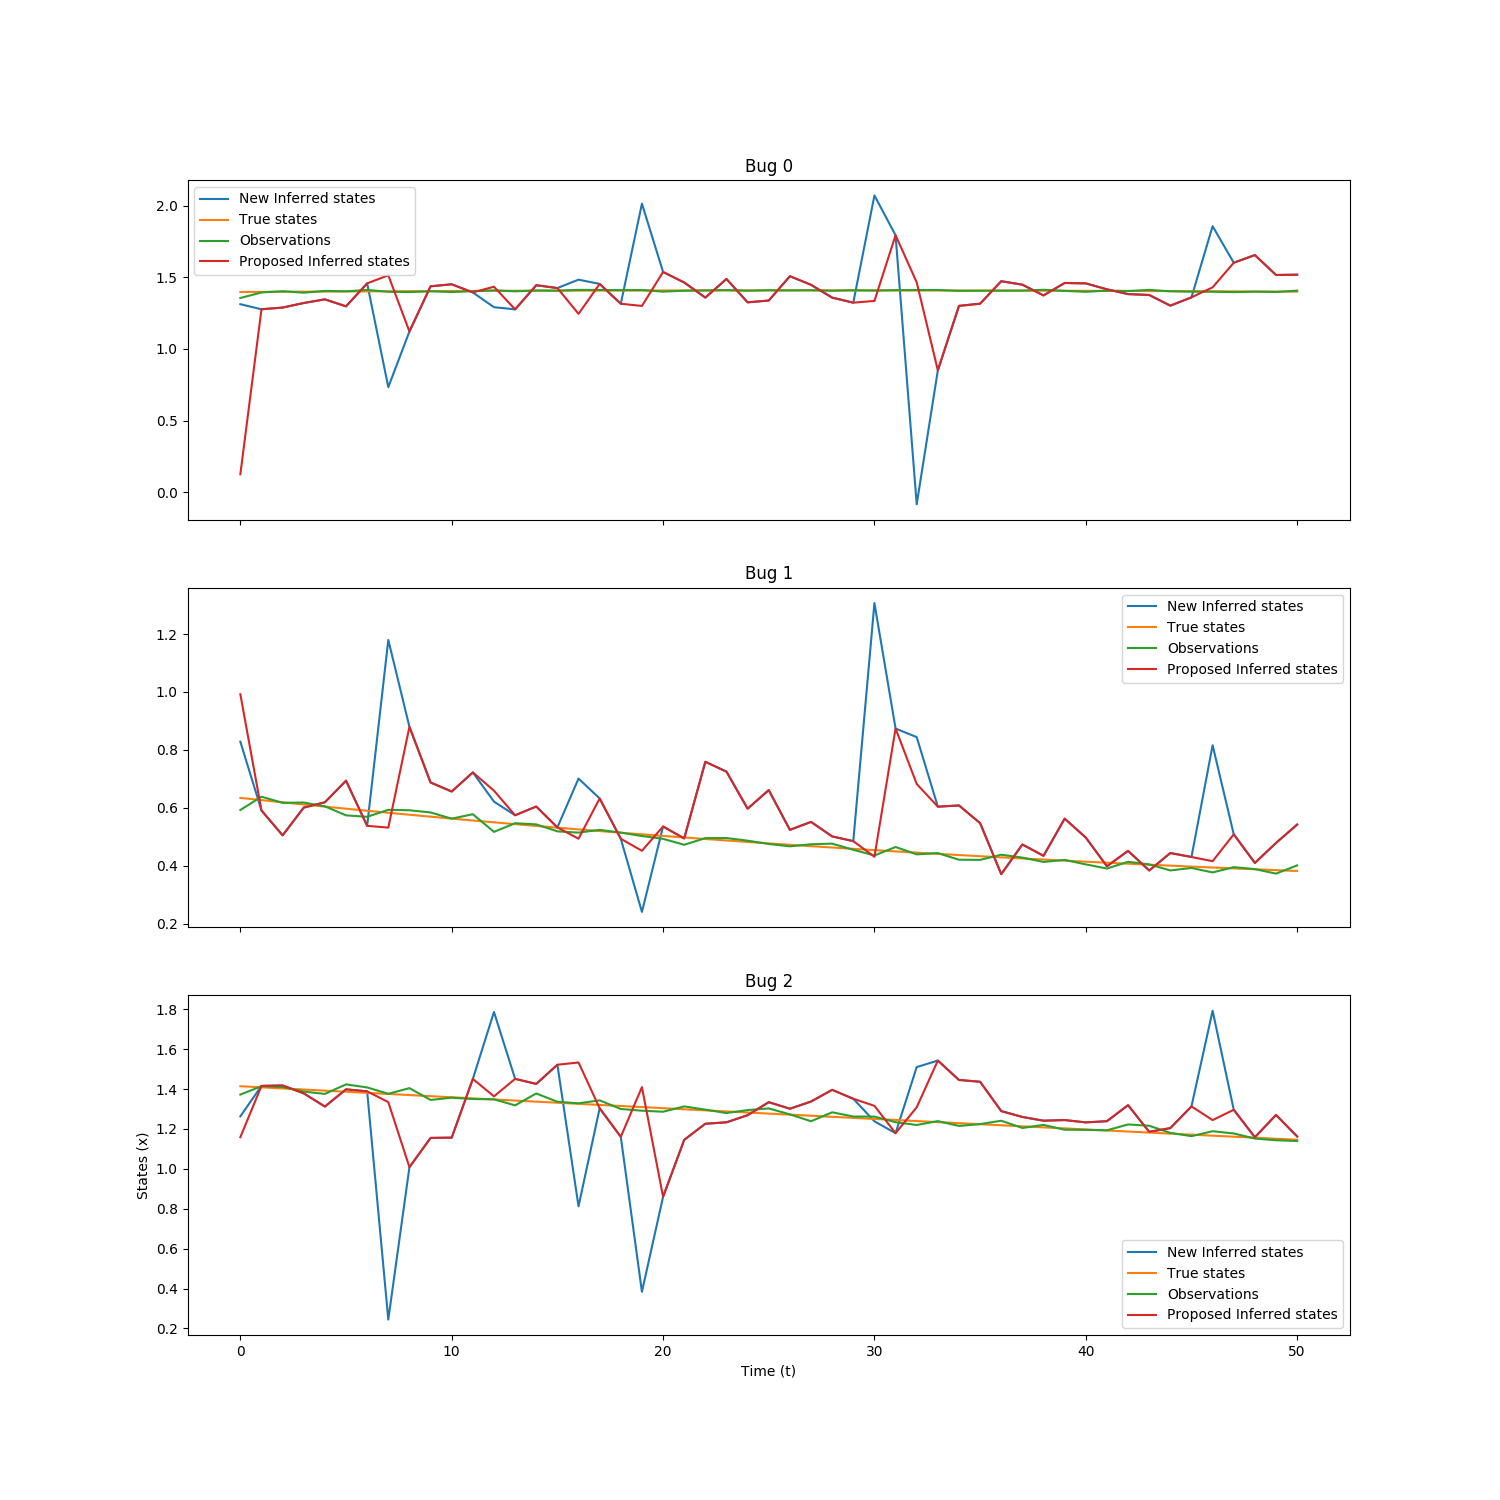 Bug 0
New Inferred states
True states
Observations
Proposed Inferred states
2.0
1.5
1.0
0.5
0.0
Bug 1
New Inferred states
True states
Observations
Proposed Inferred states
1.2
1.0
0.8
0.6
0.4
0.2
Bug 2
New Inferred states
True states
Observations
Proposed Inferred states
1.8
1.6
1.4
1.2
1.0
0.8
0.6
0.4
0.2
States (x)
0 10 20 30 40 50
Time (t)